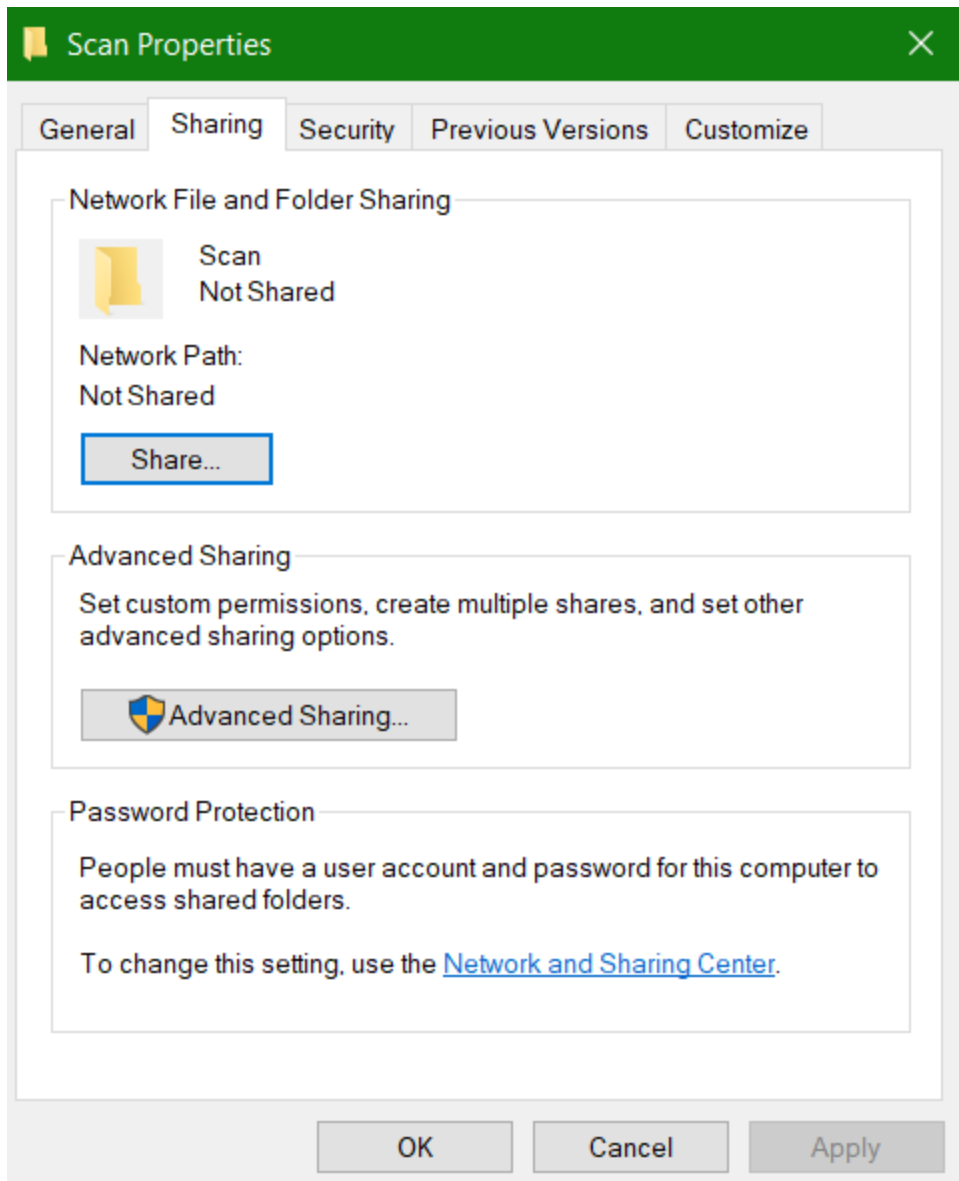 Scan Properties
General Sharing Security Previous Versions Customize
Network File and Folder Sharing
Scan
Not Shared
Network Path:
Not Shared
Share...
Advanced Sharing
Set custom permissions, create multiple shares, and set other
advanced sharing options.
Advanced Sharing...
Password Protection
People must have a user account and password for this computer to
access shared folders.
To change this setting, use the Network and Sharing Center.
OK Cancel Apply